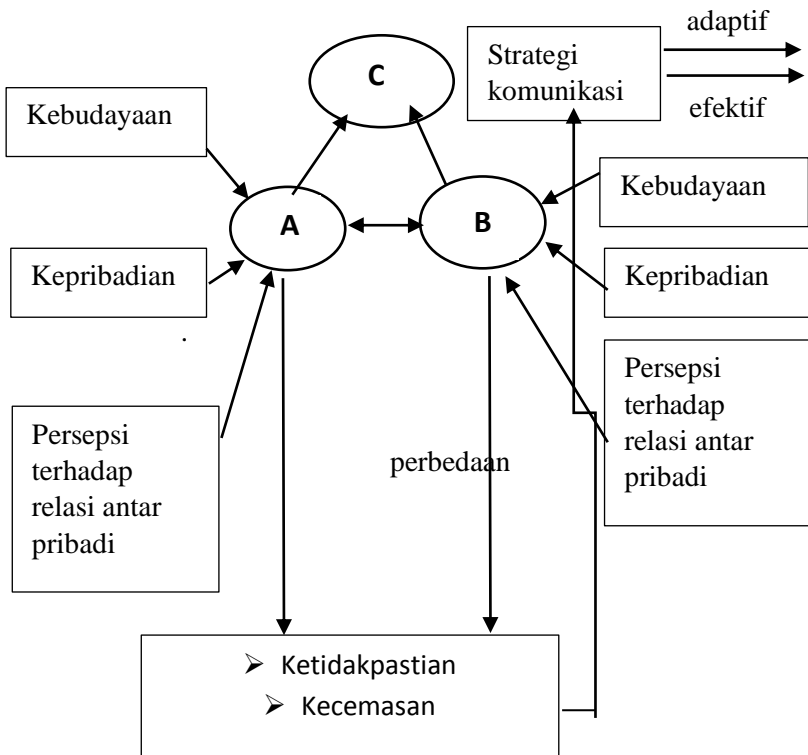 adaptif
Strategi
komunikasi
efektif
C
Kebudayaan
Kebudayaan
A
B
Kepribadian
Kepribadian
.
Persepsi
terhadap
relasi antar
pribadi
Persepsi
terhadap
relasi antar
pribadi
perbedaan
➢ Ketidakpastian
➢ Kecemasan